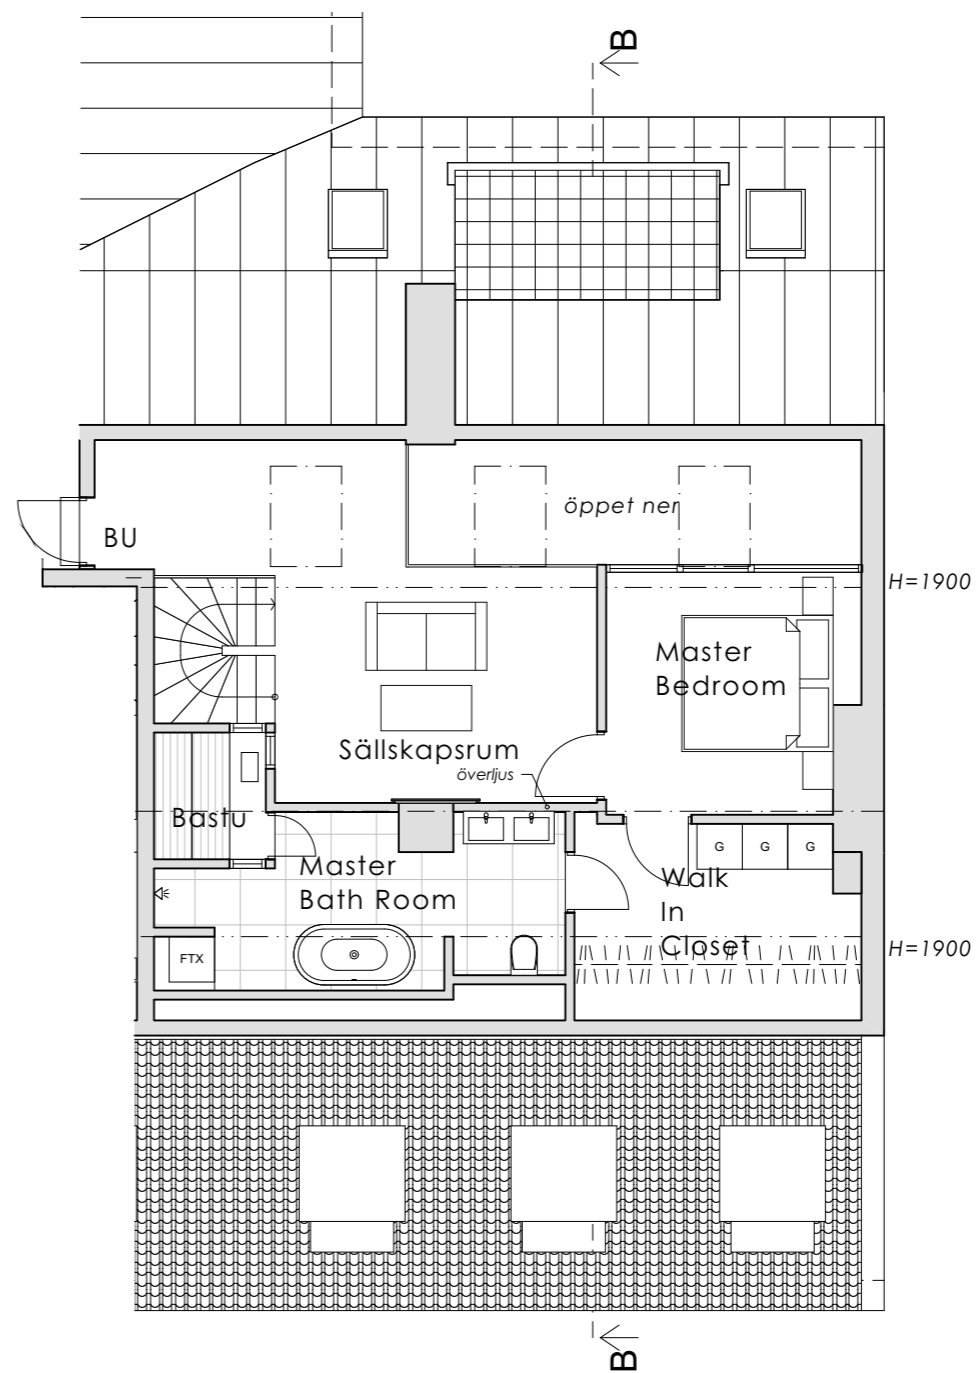 B
öppet ner
BU
H=1900
Master
Bedroom
Sällskapsrum
överljus
Bastu
G G G
Master
Bath Room
Walk
In
Closet
FTX
H=1900
B